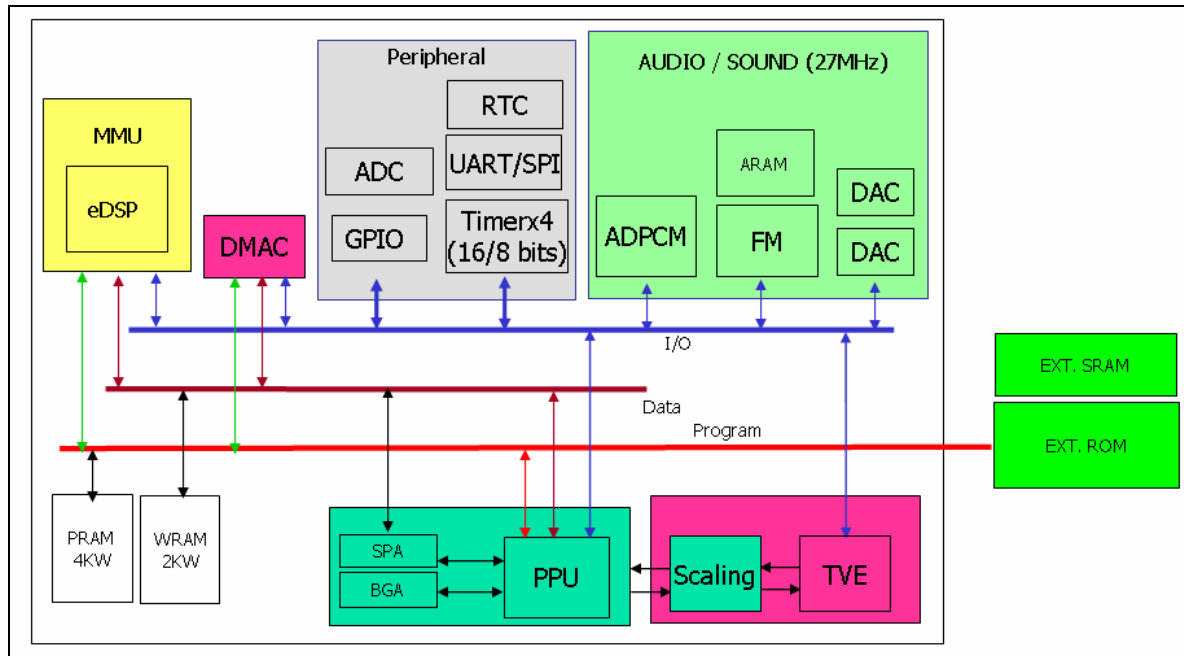 Peripheral
AUDIO / SOUND (27MHz)
RTC
MMU
UART/SPI
ADC
ARAM
DAC
eDSP
DMAC
GPIO
Timerx4
(16/8 bits)
ADPCM
FM
DAC
I/O
EXT. SRAM
Data
Program
EXT. ROM
PRAM
4KW
WRAM
2KW
SPA
BGA
PPU
Scaling
TVE